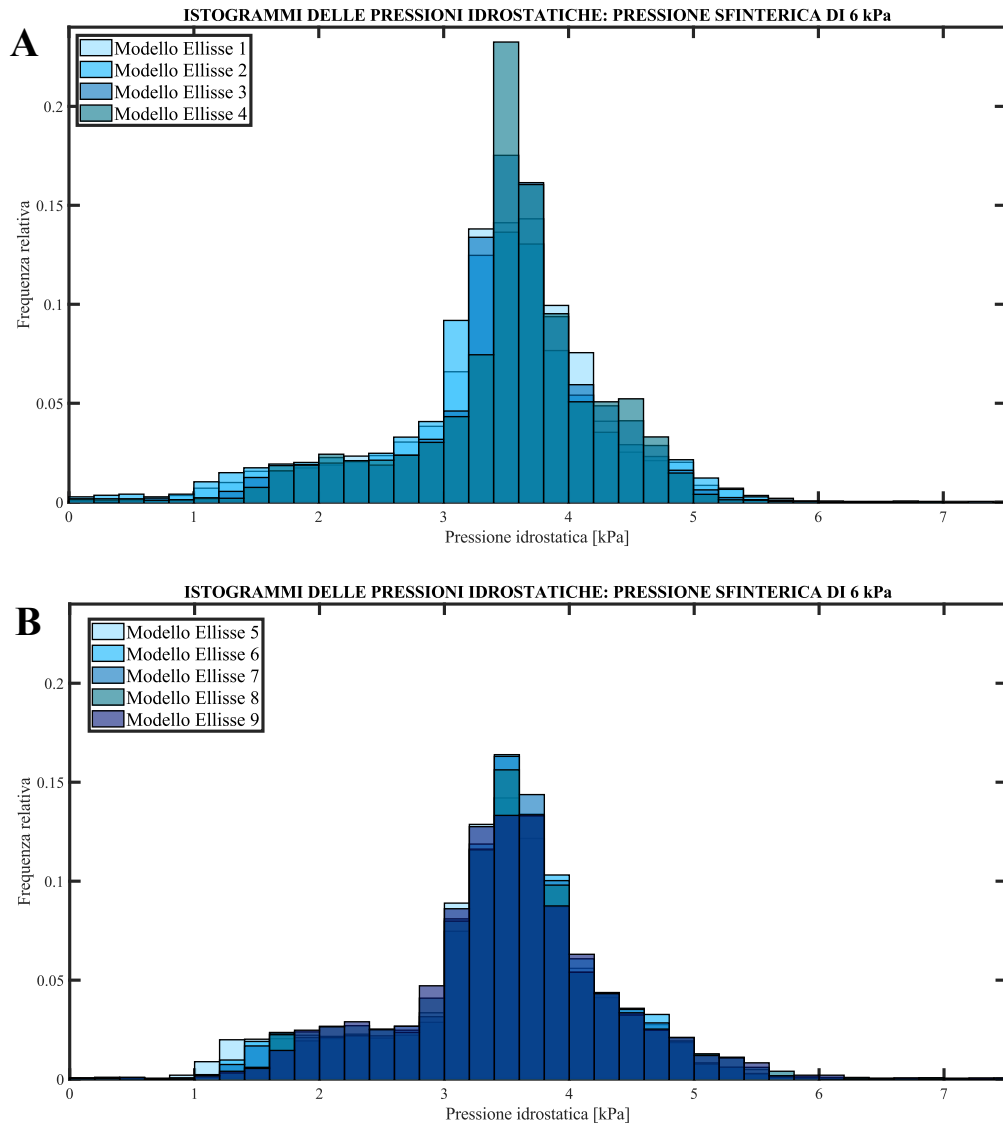 ISTOGRAMMI DELLE PRESSIONI IDROSTATICHE: PRESSIONE SFINTERICA DI 6 kPa
A
Modello Ellisse 1
Modello Ellisse 2
Modello Ellisse 3
Modello Ellisse 4
0.2
0.15
0.1
0.05
0
Frequenza relativa
0 1 2 3 4 5 6 7
Pressione idrostatica [kPa]
ISTOGRAMMI DELLE PRESSIONI IDROSTATICHE: PRESSIONE SFINTERICA DI 6 kPa
B
Modello Ellisse 5
Modello Ellisse 6
Modello Ellisse 7
Modello Ellisse 8
Modello Ellisse 9
0.2
0.15
0.1
0.05
0
Frequenza relativa
0 1 2 3 4 5 6 7
Pressione idrostatica [kPa]